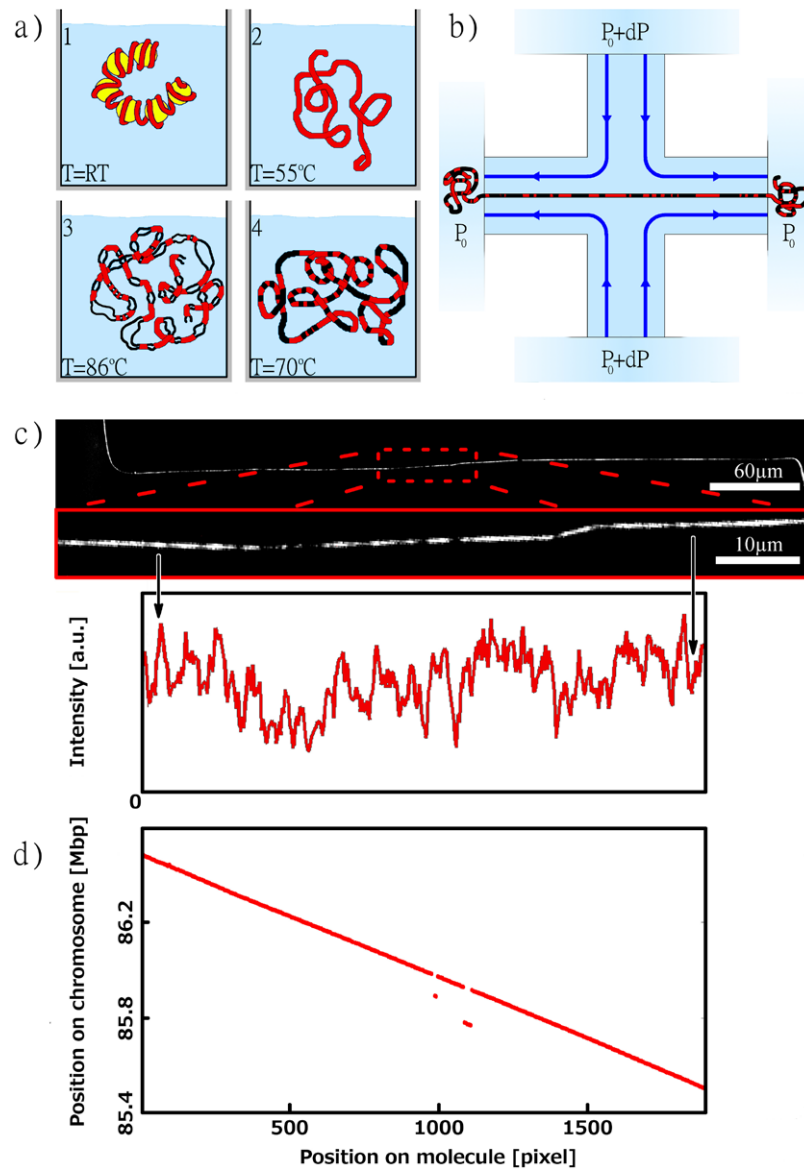 a)
1
T=RT
2
T=55°C
3
T=86°C
4
T=70°C
b)
P₀+dP
P₀
P₀
P₀+dP
c)
60μm
10μm
Intensity [a.u.]
0
d)
Position on chromosome [Mbp]
86.2
85.8
85.4
500
1000
1500
Position on molecule [pixel]